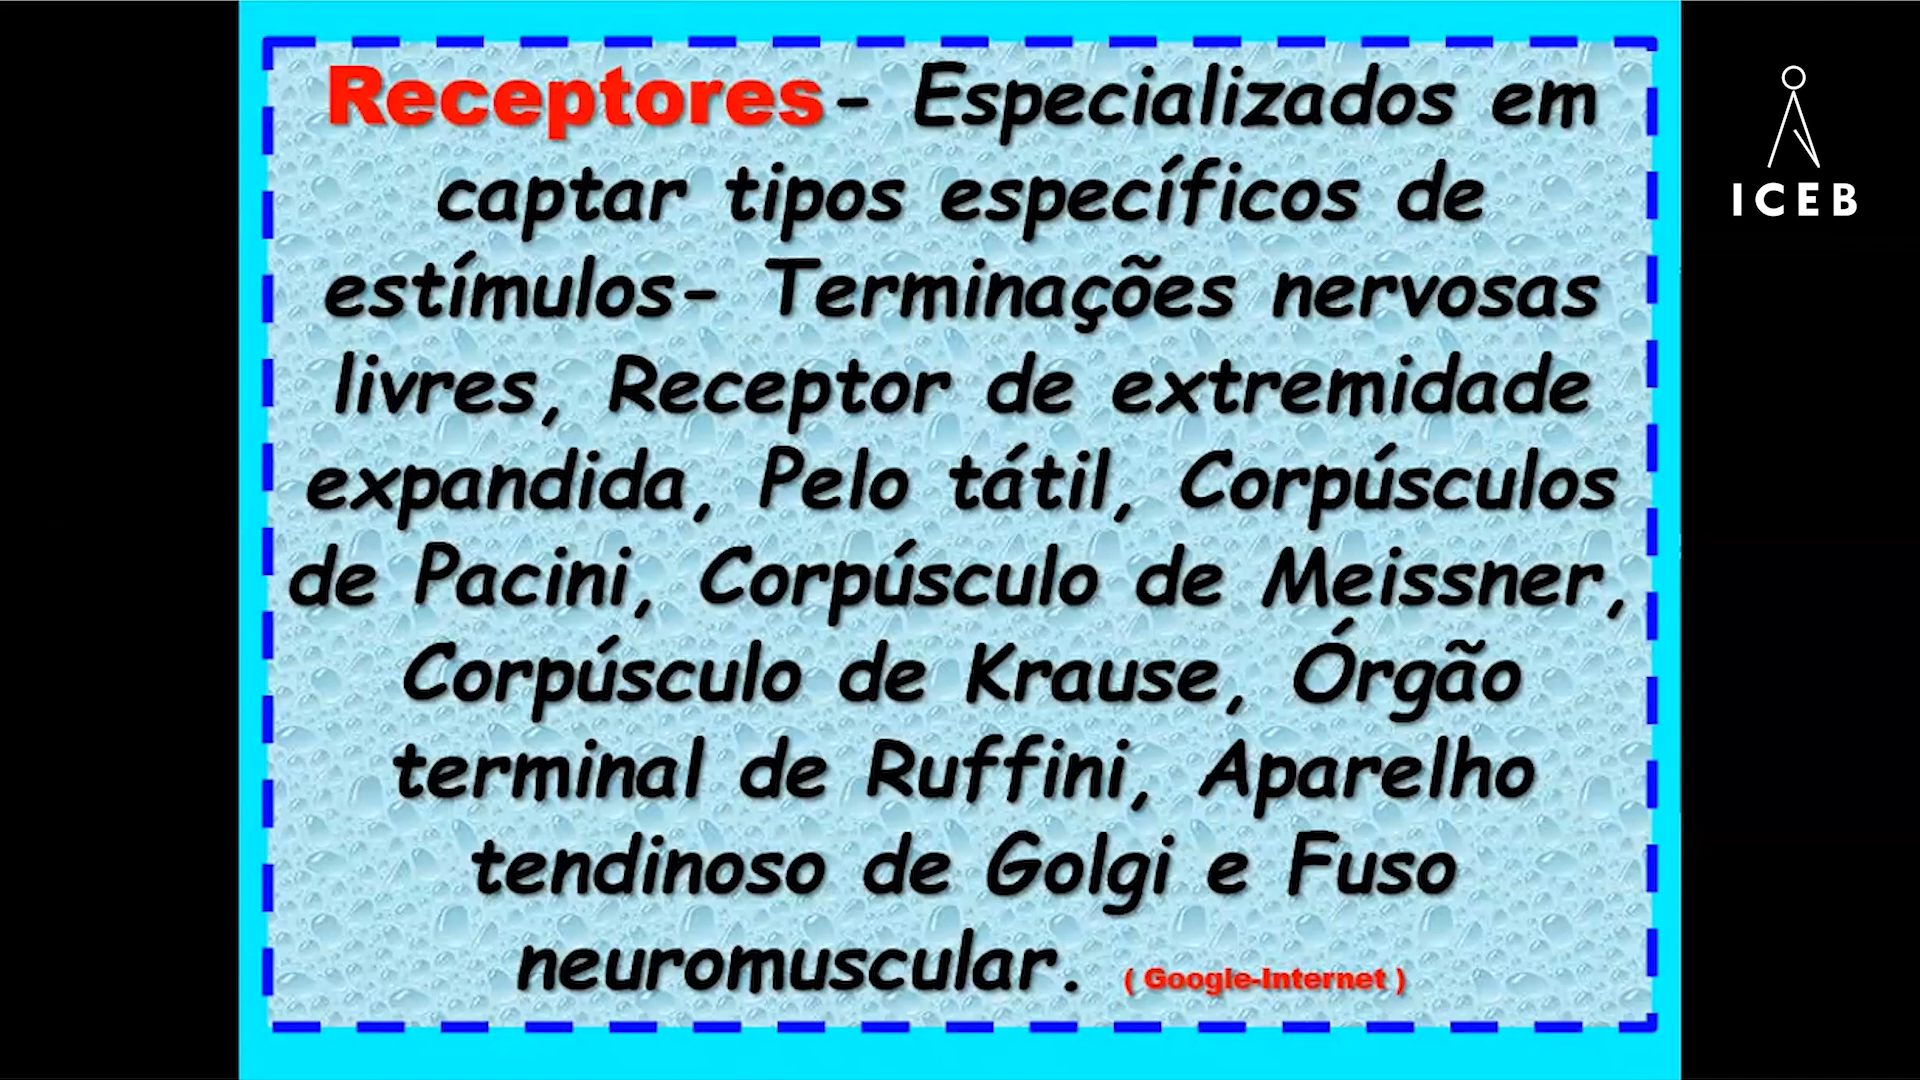 Receptores- Especializados em
captar tipos específicos de
estímulos- Terminações nervosas
livres, Receptor de extremidade
expandida, Pelo tátil, Corpúsculos
de Pacini, Corpúsculo de Meissner,
Corpúsculo de Krause, Órgão
terminal de Ruffini, Aparelho
tendinoso de Golgi e Fuso
neuromuscular. ( Google-Internet )
ICEB